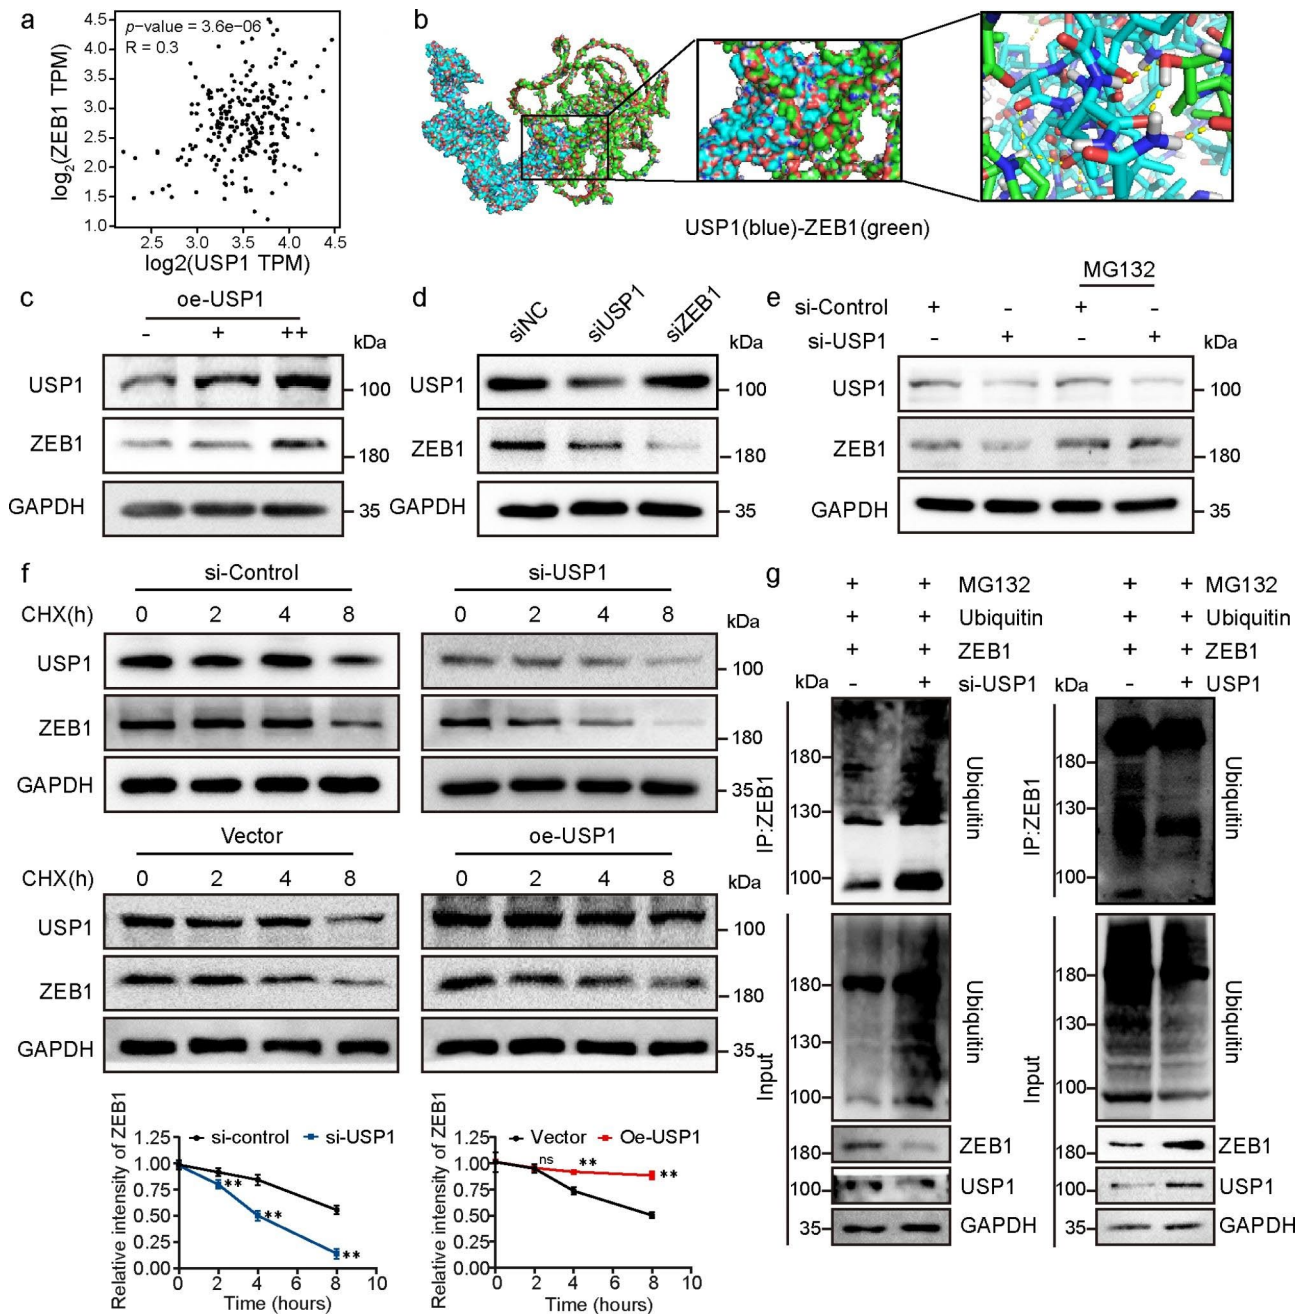 a
p-value = 3.6e-06
R = 0.3
log2(ZEB1 TPM)
4.5
4.0
3.5
3.0
2.5
2.0
1.5
1.0
2.5 3.0 3.5 4.0 4.5
log2(USP1 TPM)
b
USP1(blue)-ZEB1(green)
c
oe-USP1
- + ++
kDa
USP1
100
ZEB1
180
GAPDH
35
d
siNC siUSP1 siZEB1
kDa
USP1
100
ZEB1
180
GAPDH
35
e
MG132
si-Control + - + -
si-USP1 - + - +
kDa
USP1
100
ZEB1
180
GAPDH
35
f
si-Control si-USP1
CHX(h) 0 2 4 8 0 2 4 8
kDa
USP1
100
ZEB1
180
GAPDH
35
Vector oe-USP1
CHX(h) 0 2 4 8 0 2 4 8
kDa
USP1
100
ZEB1
180
GAPDH
35
Relative intensity of ZEB1
1.25
1.00
0.75
0.50
0.25
0.00
si-control si-USP1
**
**
**
0 2 4 6 8 10
Time (hours)
Relative intensity of ZEB1
1.25
1.00
0.75
0.50
0.25
0.00
Vector Oe-USP1
ns
**
**
0 2 4 6 8 10
Time (hours)
g
+ + MG132
+ + Ubiquitin
+ + ZEB1
- + si-USP1
kDa
IP:ZEB1
180
130
100
Ubiquitin
Input
180
130
100
Ubiquitin
180
ZEB1
100
USP1
35
GAPDH
+ + MG132
+ + Ubiquitin
+ + ZEB1
- + USP1
kDa
IP:ZEB1
180
130
100
Ubiquitin
Input
180
130
100
Ubiquitin
180
ZEB1
100
USP1
35
GAPDH